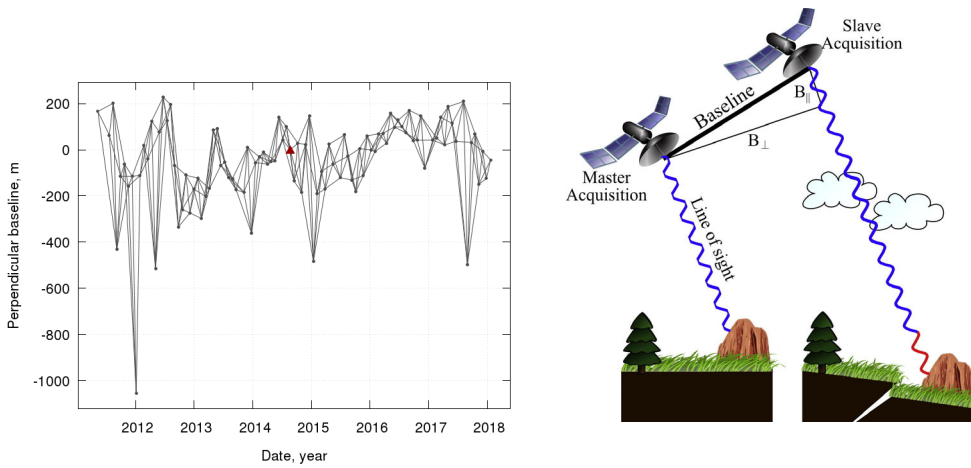 Perpendicular baseline, m
200
0
-200
-400
-600
-800
-1000
2012 2013 2014 2015 2016 2017 2018
Date, year
Slave
Acquisition
Baseline
B∥
B⊥
Master
Acquisition
Line of sight